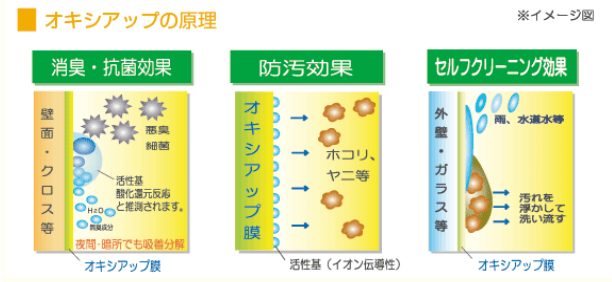 オキシアップの原理
※イメージ図
消臭・抗菌効果
壁面・クロス等
悪臭
細菌
活性基
酸化還元反応
と推測されます。
H2O
無臭成分
夜間・暗所でも吸着分解
オキシアップ膜
防汚効果
オキシアップ膜
ホコリ、
ヤニ等
活性基（イオン伝導性）
セルフクリーニング効果
外壁・ガラス等
雨、水道水等
汚れを
浮かして
洗い流す
オキシアップ膜